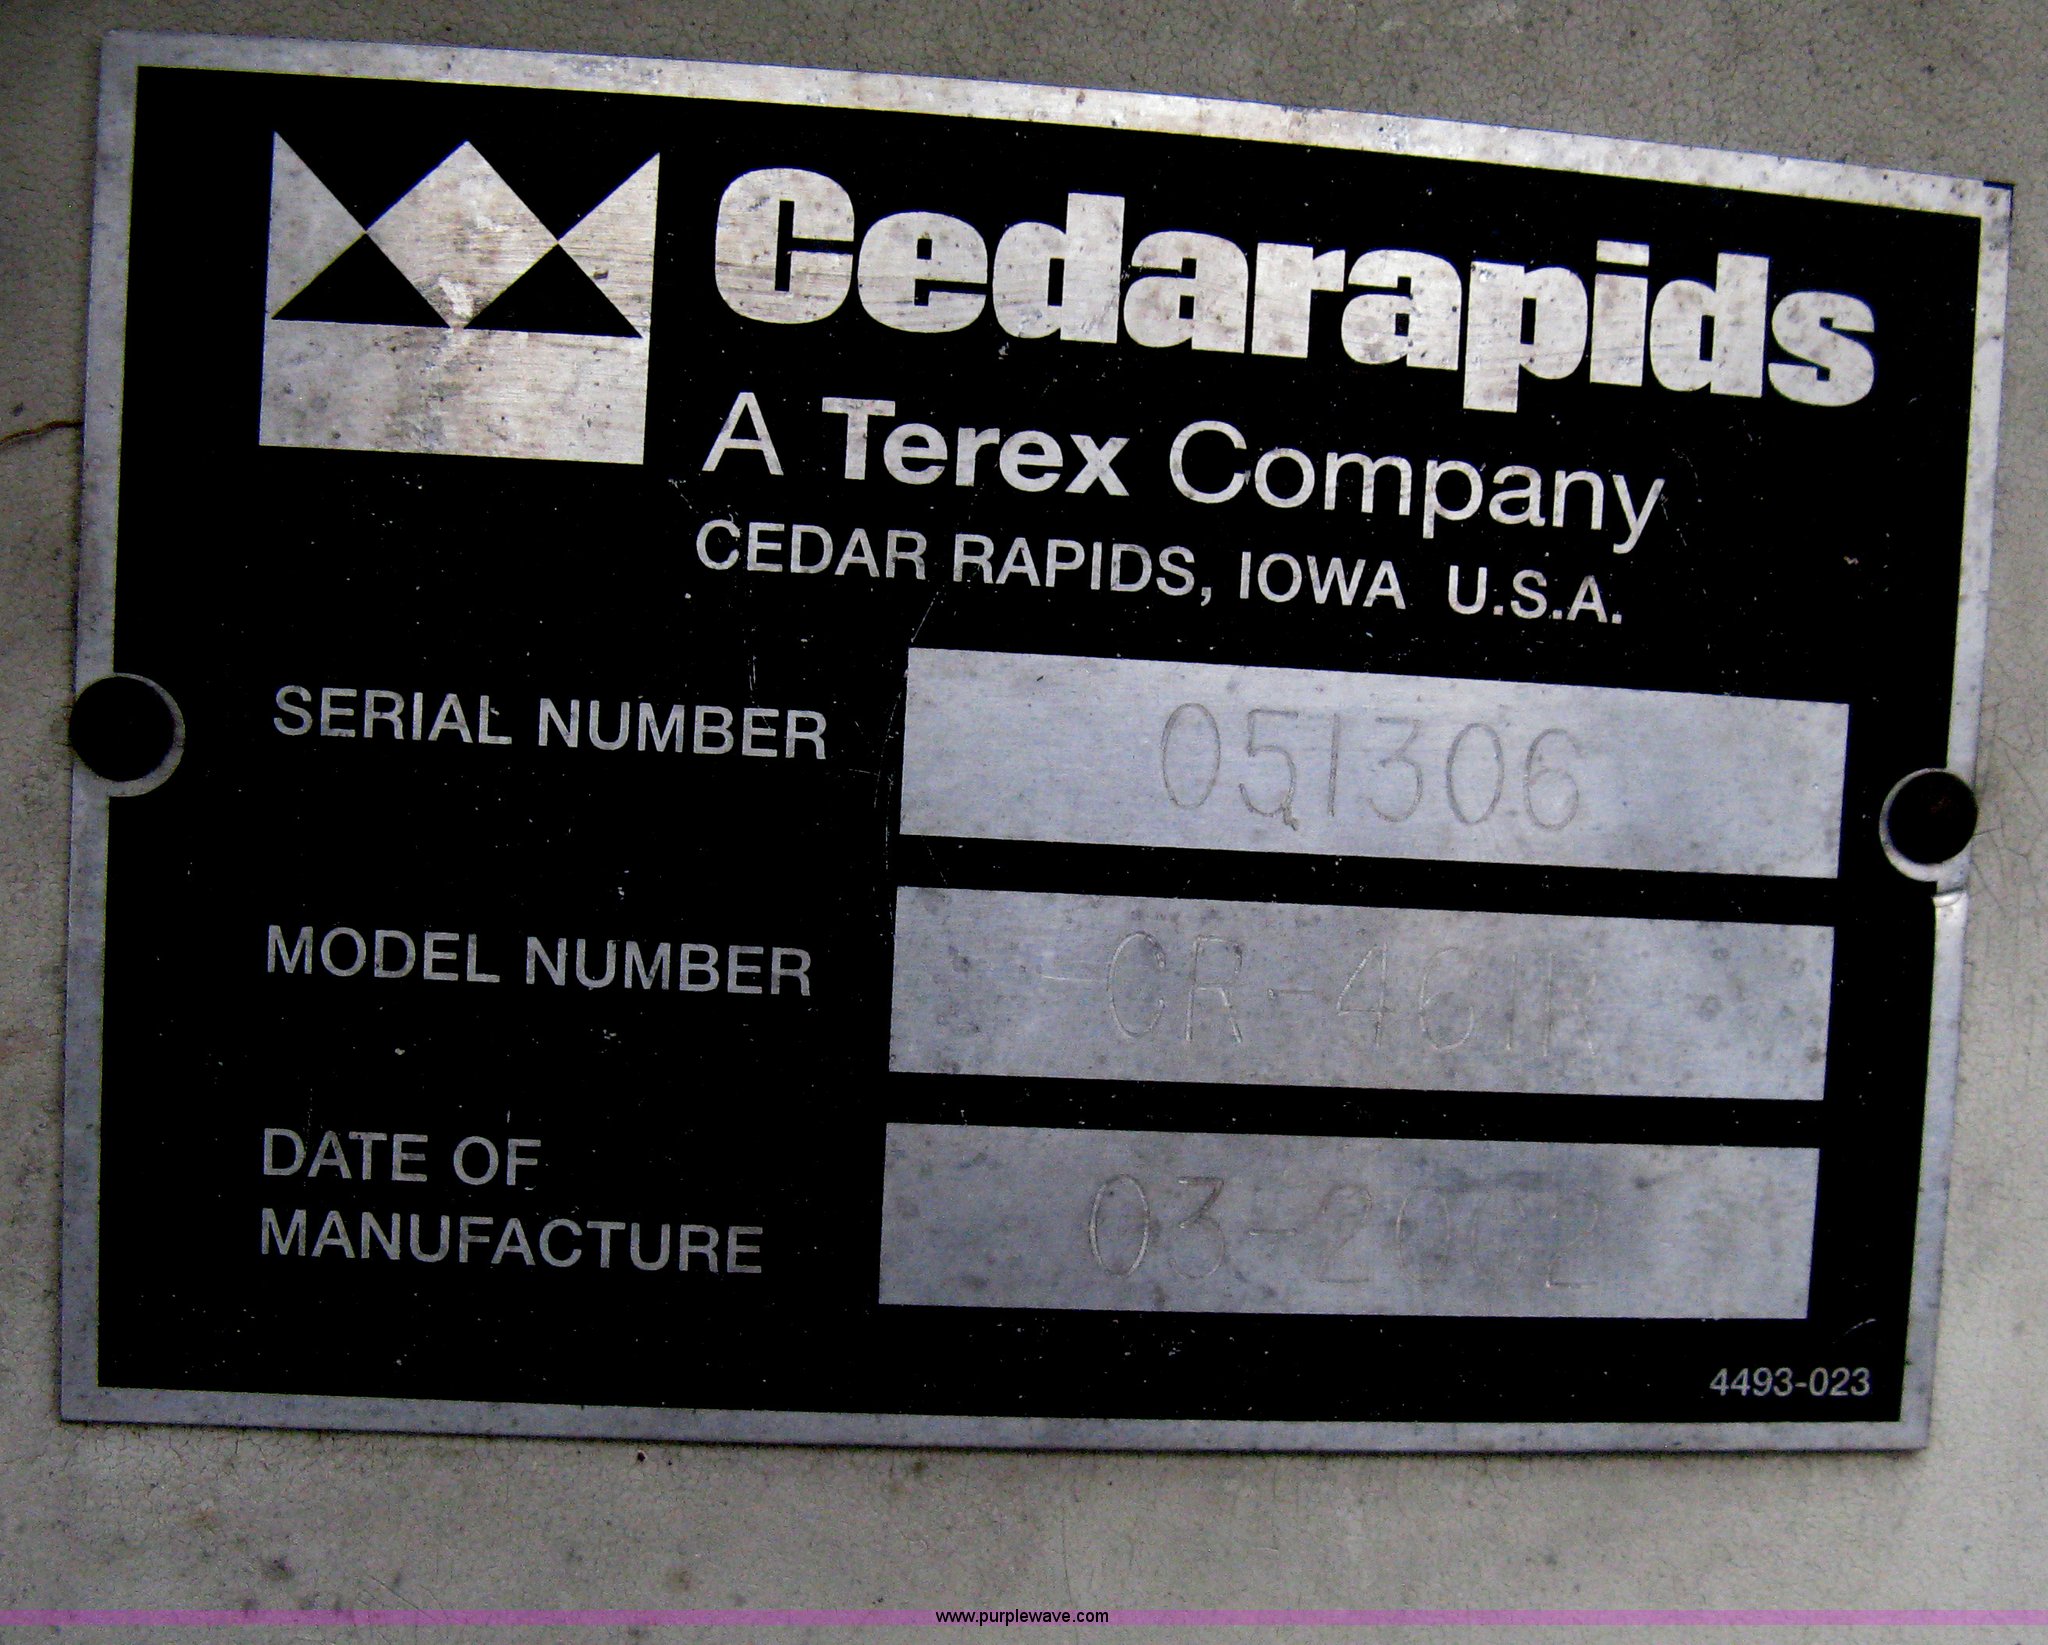 Cedarapids
A Terex Company
CEDAR RAPIDS, IOWA U.S.A.
SERIAL NUMBER 051306
MODEL NUMBER CR-461R
DATE OF
MANUFACTURE 03-2002
4493-023
www.purplewave.com